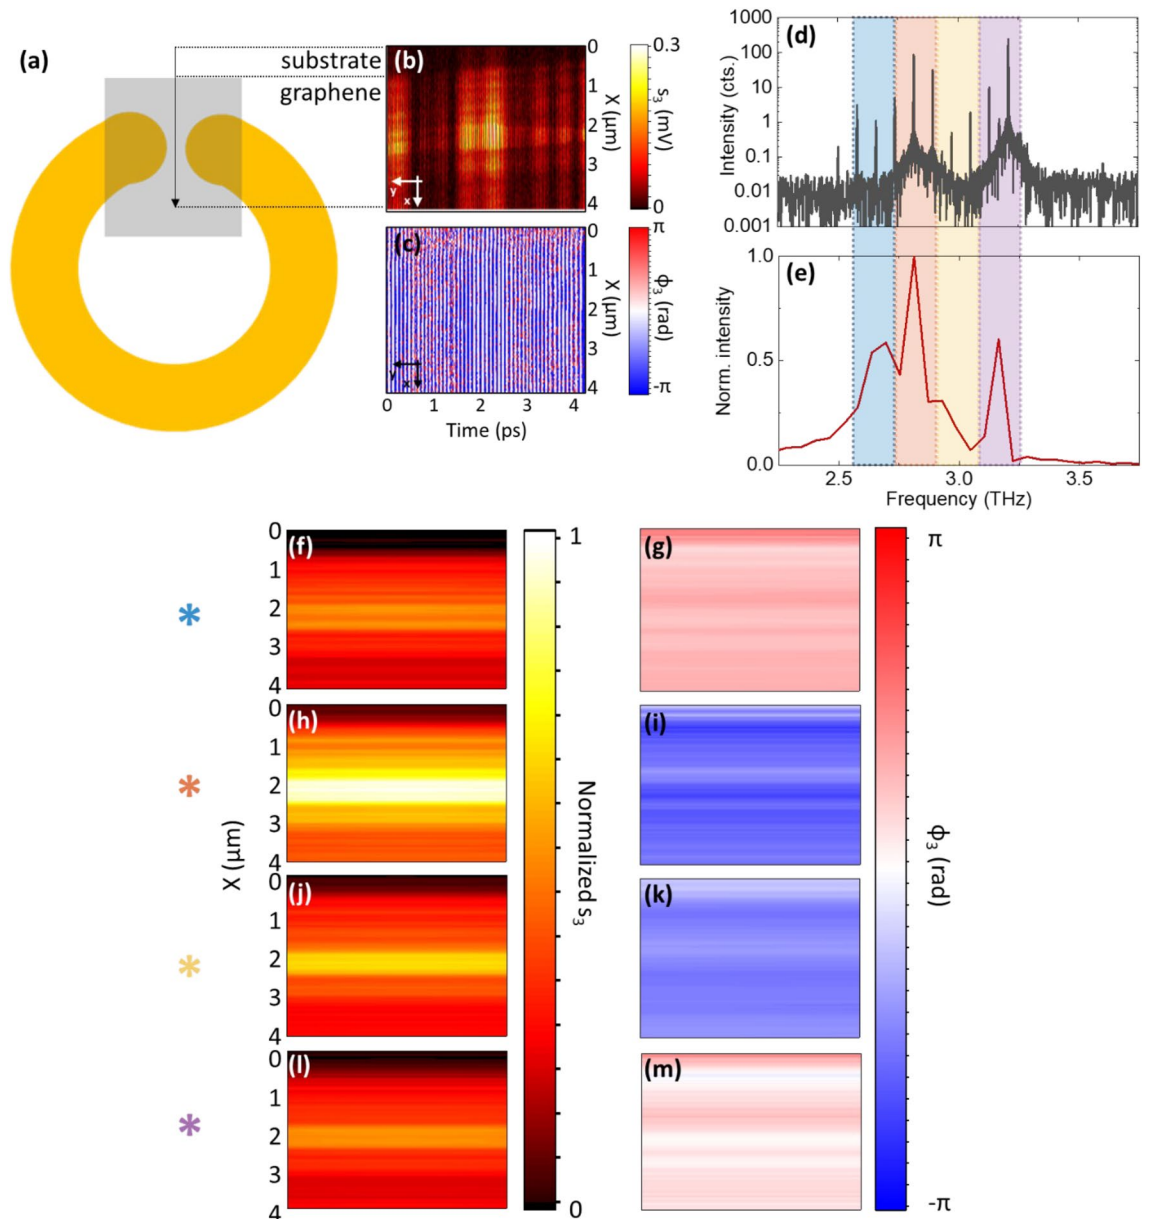 (a)
substrate
graphene
(b)
0
1
2
3
4
X (µm)
y
x
0.3
s3 (mV)
0
(c)
0
1
2
3
4
X (µm)
y
x
π
ϕ3 (rad)
-π
0 1 2 3 4
Time (ps)
(d)
1000
100
10
1
0.1
0.01
0.001
Intensity (cts.)
(e)
1.0
0.5
0.0
Norm. intensity
2.5 3.0 3.5
Frequency (THz)
(f)
0
1
2
3
4
(g)
*
(h)
0
1
2
3
4
(i)
*
(j)
0
1
2
3
4
(k)
*
(l)
0
1
2
3
4
(m)
*
X (µm)
1
Normalized s3
0
π
ϕ3 (rad)
-π